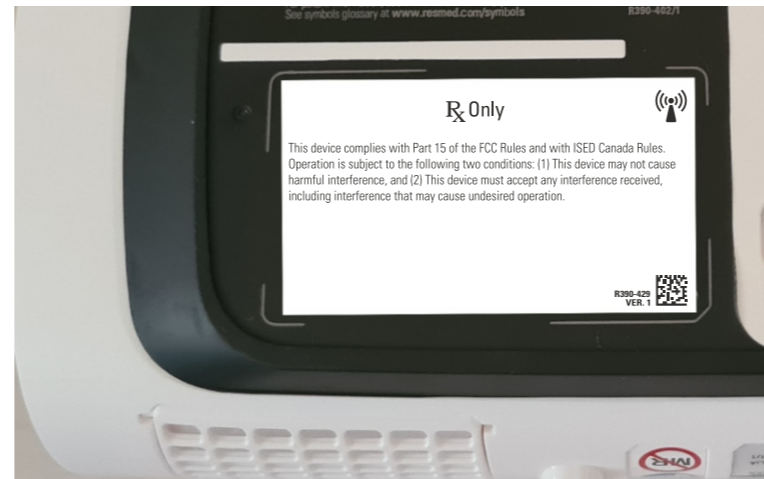 See symbols glossary at www.resmed.com/symbols
R390-402/1
Rx Only
This device complies with Part 15 of the FCC Rules and with ISED Canada Rules.
Operation is subject to the following two conditions: (1) This device may not cause
harmful interference, and (2) This device must accept any interference received,
including interference that may cause undesired operation.
R390-429
VER. 1
MR